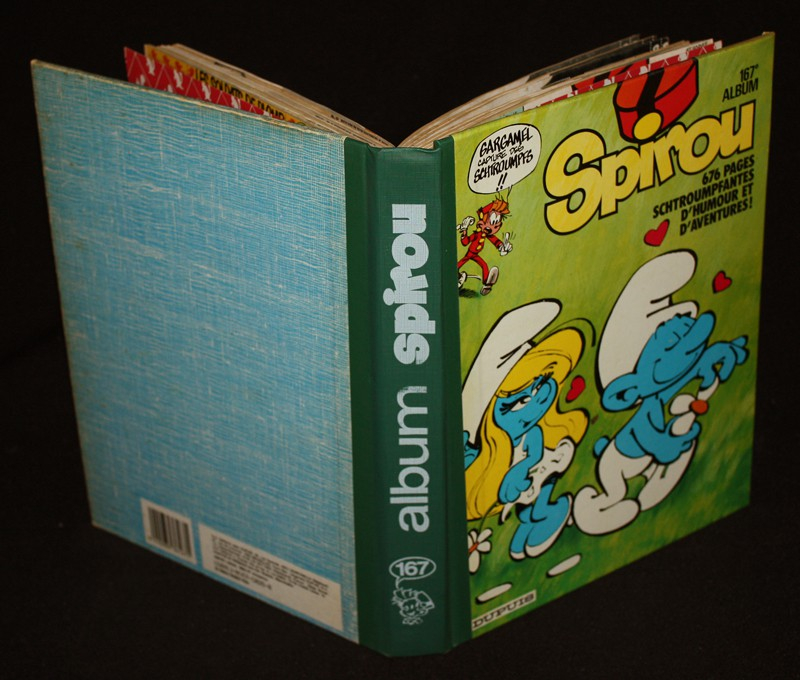 GARGAMEL
CAPTURE DES
SCHTROUMPFS
!!
167e
ALBUM
Spirou
676 PAGES
SCHTROUMPFANTES
D'HUMOUR ET
D'AVENTURES!
DUPUIS
album spirou
167